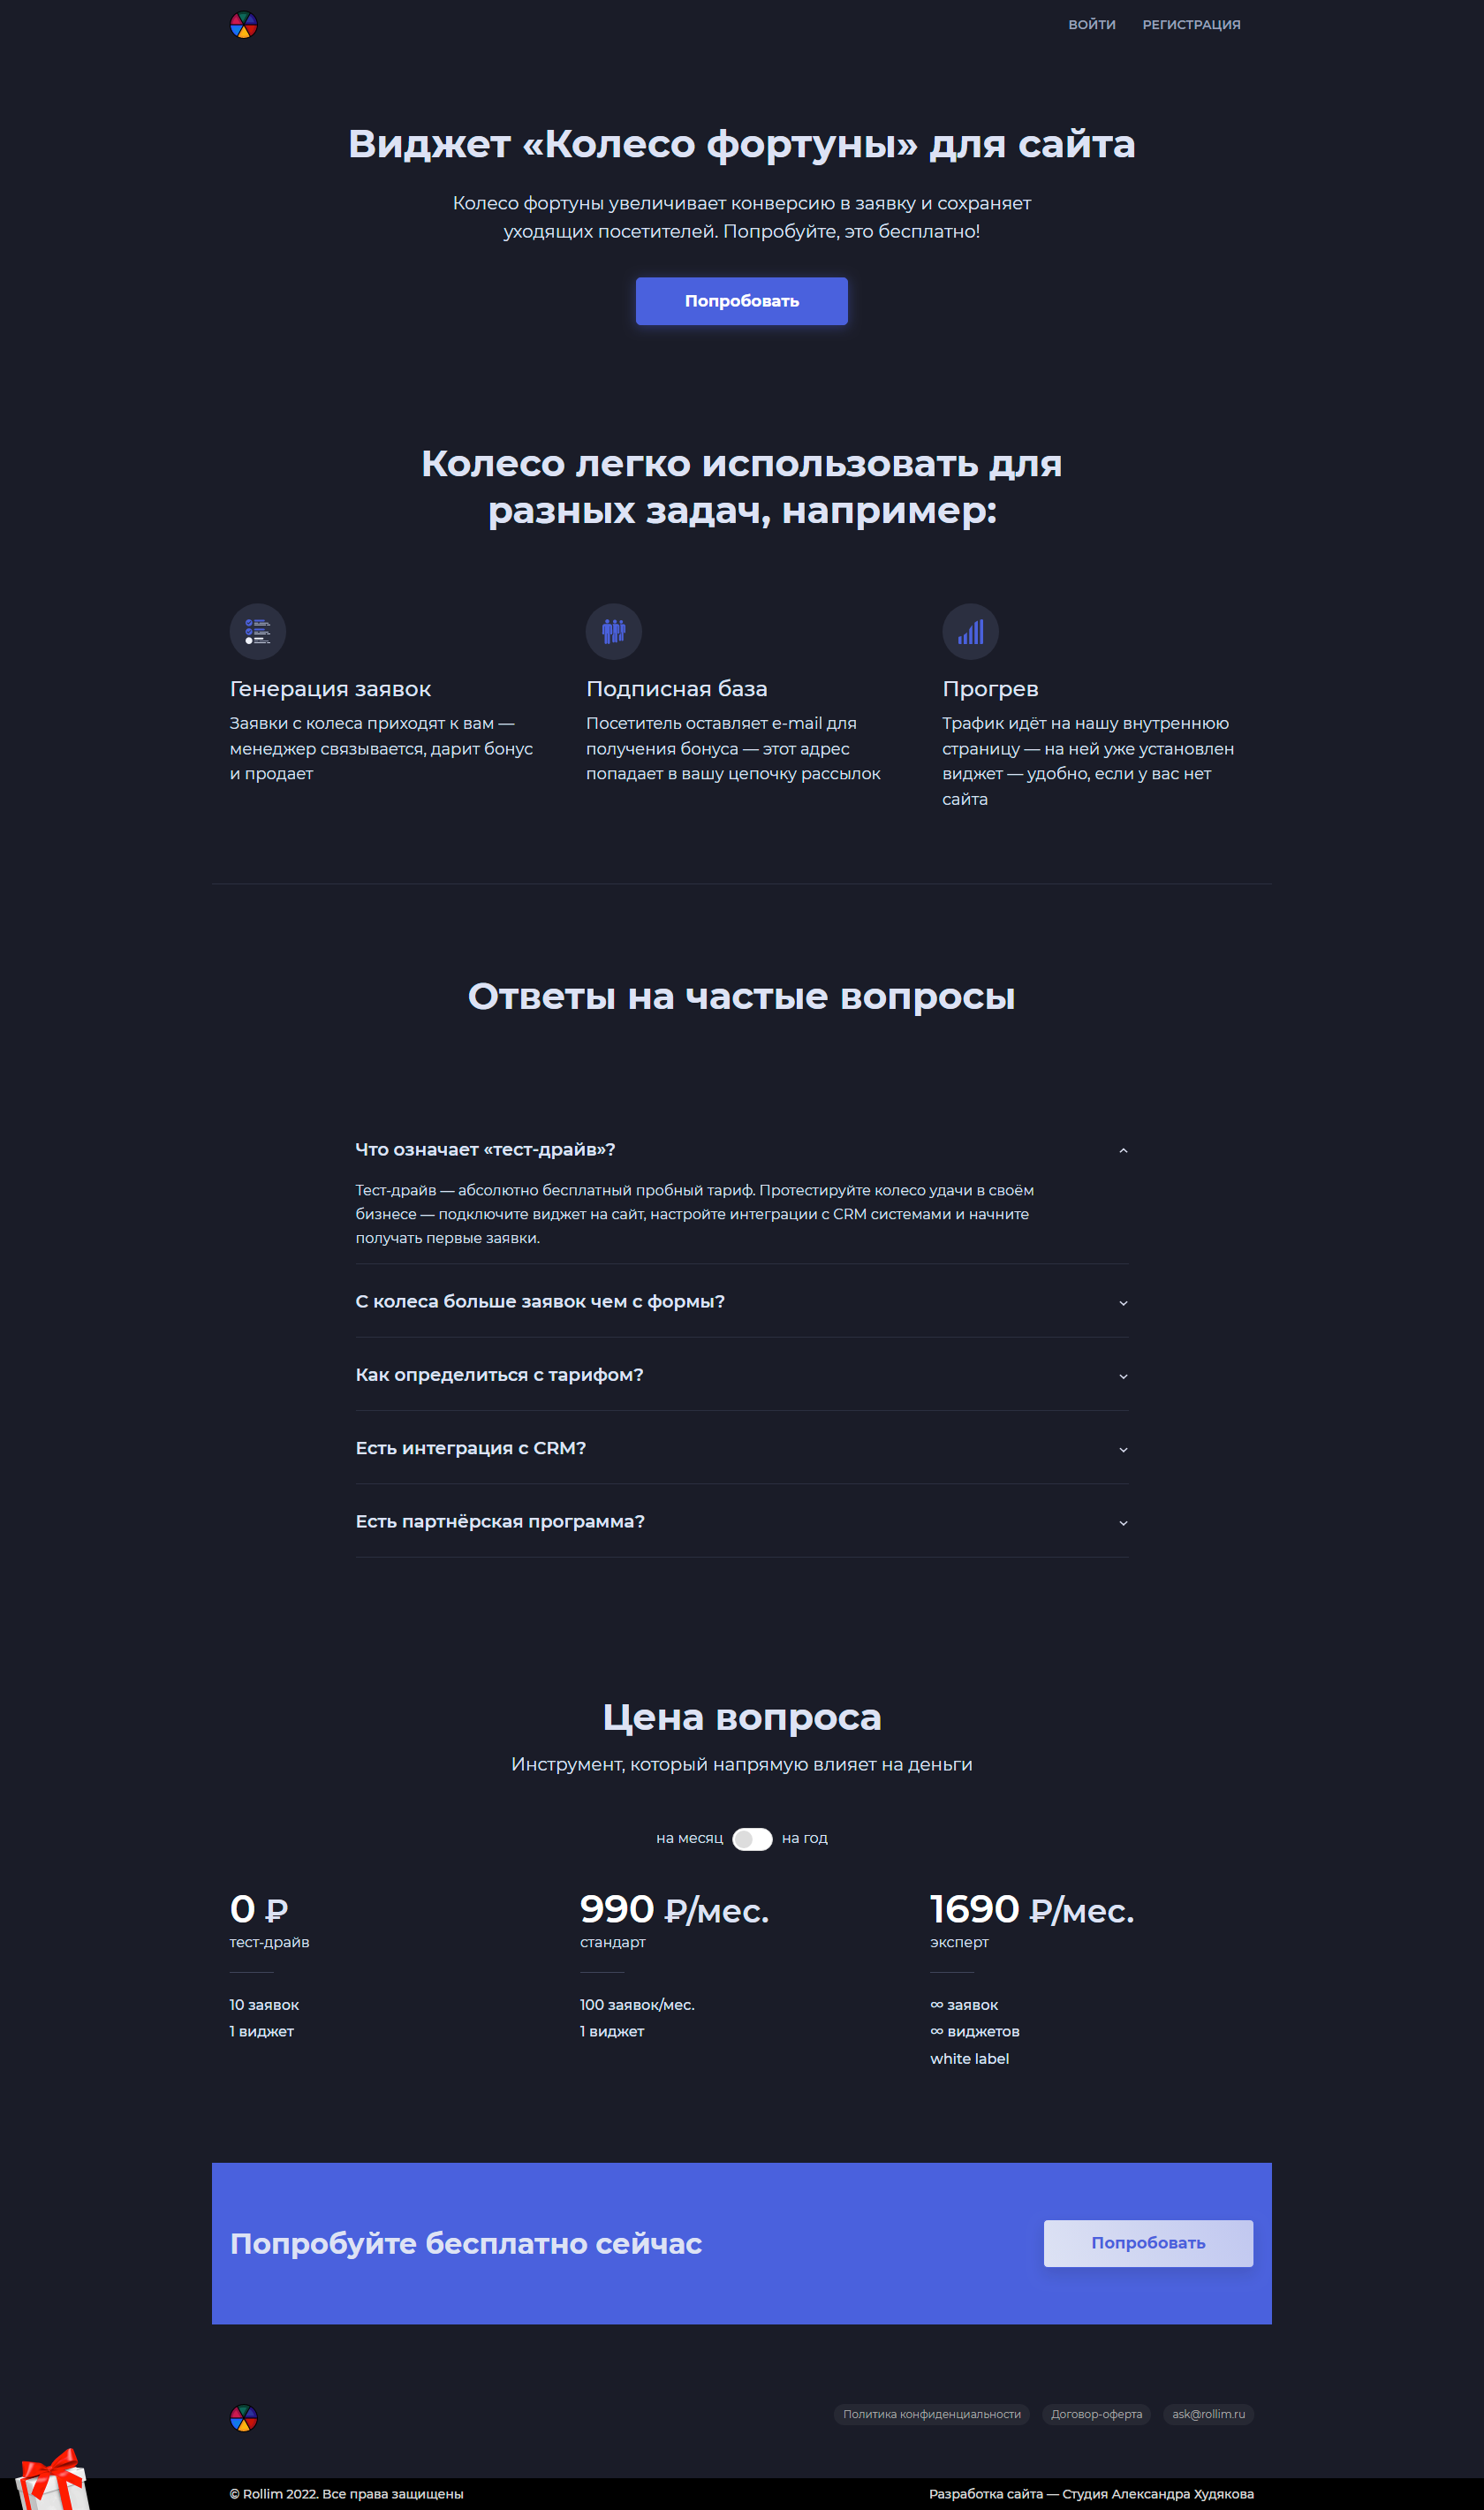 ВОЙТИ
РЕГИСТРАЦИЯ
Виджет «Колесо фортуны» для сайта
Колесо фортуны увеличивает конверсию в заявку и сохраняет
уходящих посетителей. Попробуйте, это бесплатно!
Попробовать
Колесо легко использовать для
разных задач, например:
Генерация заявок
Заявки с колеса приходят к вам —
менеджер связывается, дарит бонус
и продает
Подписная база
Посетитель оставляет e-mail для
получения бонуса — этот адрес
попадает в вашу цепочку рассылок
Прогрев
Трафик идёт на нашу внутреннюю
страницу — на ней уже установлен
виджет — удобно, если у вас нет
сайта
Ответы на частые вопросы
Что означает «тест-драйв»?
Тест-драйв — абсолютно бесплатный пробный тариф. Протестируйте колесо удачи в своём
бизнесе — подключите виджет на сайт, настройте интеграции с CRM системами и начните
получать первые заявки.
С колеса больше заявок чем с формы?
Как определиться с тарифом?
Есть интеграция с CRM?
Есть партнёрская программа?
Цена вопроса
Инструмент, который напрямую влияет на деньги
на месяц
на год
0 ₽
тест-драйв
10 заявок
1 виджет
990 ₽/мес.
стандарт
100 заявок/мес.
1 виджет
1690 ₽/мес.
эксперт
∞ заявок
∞ виджетов
white label
Попробуйте бесплатно сейчас
Попробовать
Политика конфиденциальности
Договор-оферта
ask@rollim.ru
© Rollim 2022. Все права защищены
Разработка сайта — Студия Александра Худякова